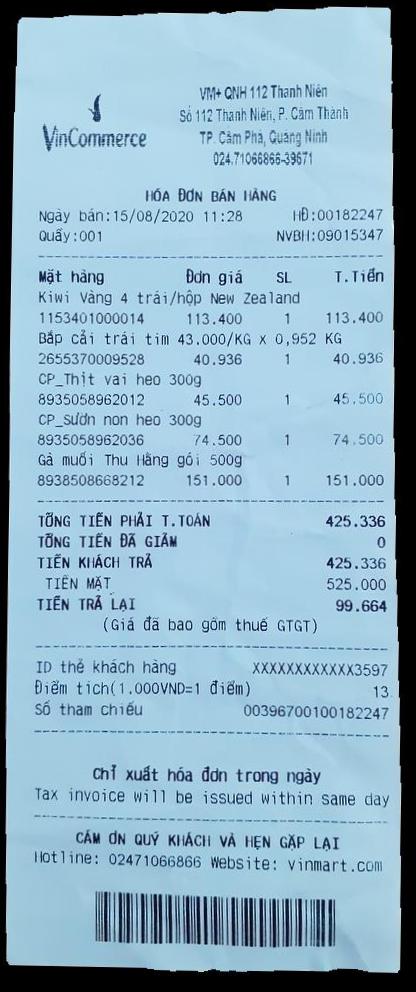 VinCommerce
VM+ QNH 112 Thanh Niên
Số 112 Thanh Niên, P. Cẩm Thành
TP. Cẩm Phả, Quảng Ninh
024.71066866-39671
HÓA ĐƠN BÁN HÀNG
Ngày bán:15/08/2020 11:28 HĐ:00182247
Quầy:001 NVBH:09015347
Mặt hàng Đơn giá SL T.Tiền
Kiwi Vàng 4 trái/hộp New Zealand
1153401000014 113.400 1 113.400
Bắp cải trái tim 43.000/KG x 0,952 KG
2655370009528 40.936 1 40.936
CP_Thịt vai heo 300g
8935058962012 45.500 1 45.500
CP_Sườn non heo 300g
8935058962036 74.500 1 74.500
Gà muối Thu Hằng gói 500g
8938508668212 151.000 1 151.000
TỔNG TIỀN PHẢI T.TOÁN 425.336
TỔNG TIỀN ĐÃ GIẢM 0
TIỀN KHÁCH TRẢ 425.336
TIỀN MẶT 525.000
TIỀN TRẢ LẠI 99.664
(Giá đã bao gồm thuế GTGT)
ID thẻ khách hàng XXXXXXXXXXXX3597
Điểm tích(1.000VND=1 điểm) 13
Số tham chiếu 00396700100182247
Chỉ xuất hóa đơn trong ngày
Tax invoice will be issued within same day
CẢM ƠN QUÝ KHÁCH VÀ HẸN GẶP LẠI
Hotline: 02471066866 Website: vinmart.com